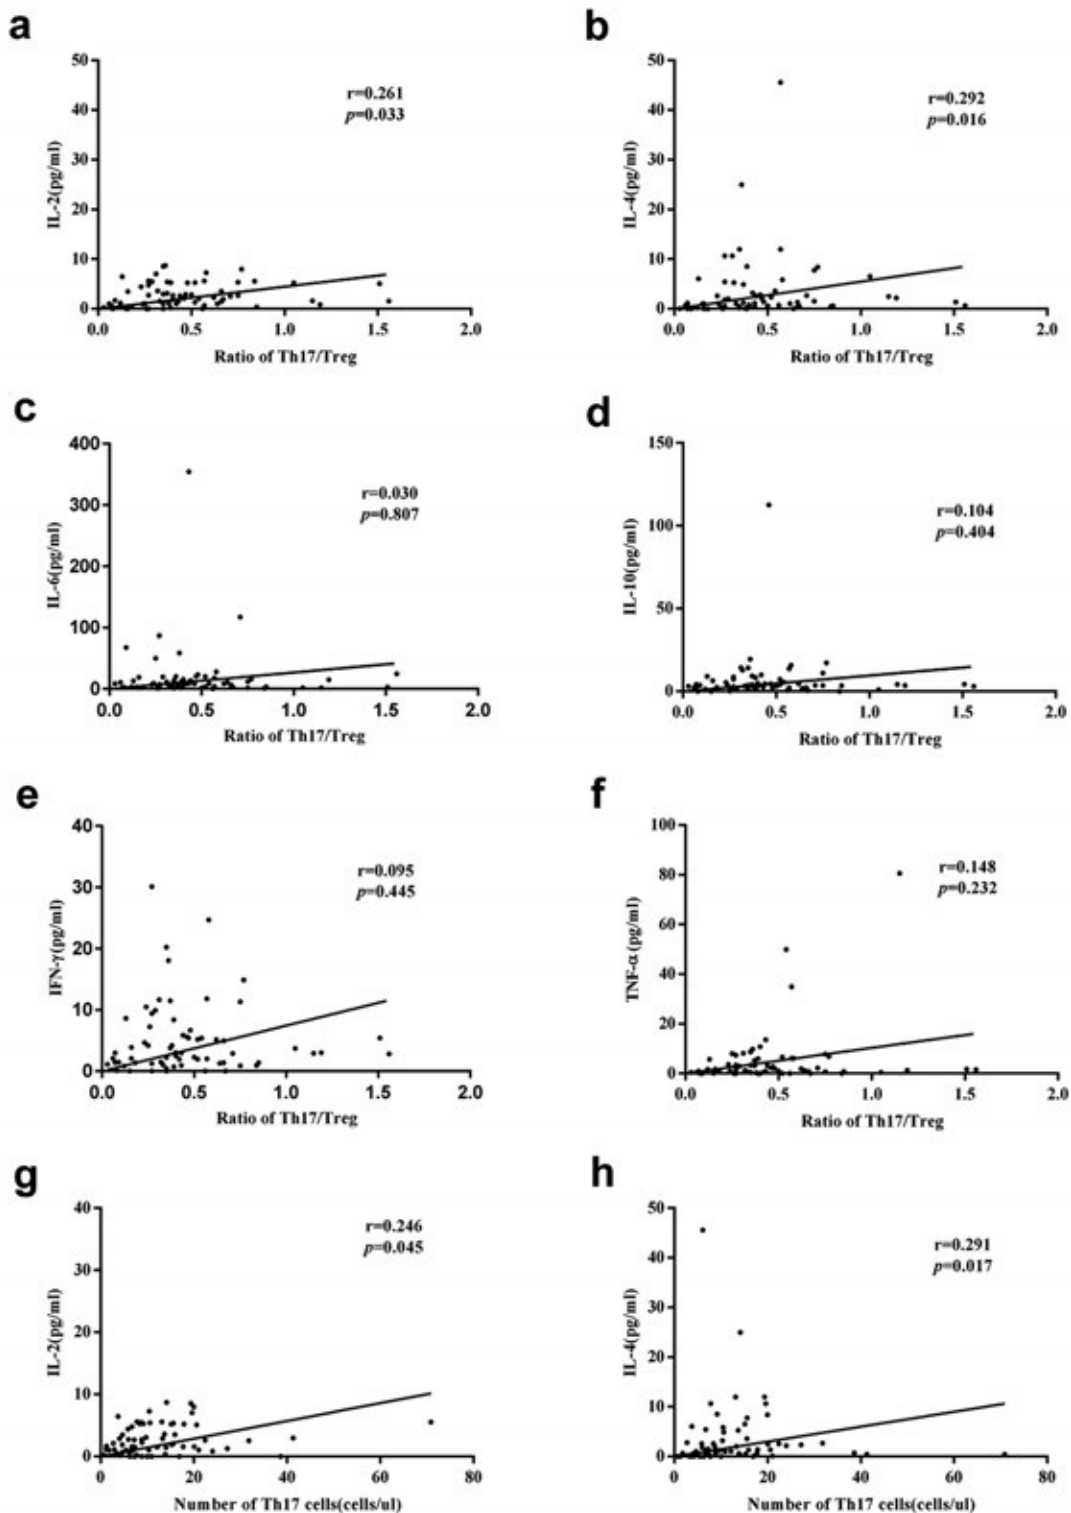 a
50
40
30
20
10
0
0.0 0.5 1.0 1.5 2.0
IL-2(pg/ml)
Ratio of Th17/Treg
r=0.261
p=0.033
b
50
40
30
20
10
0
0.0 0.5 1.0 1.5 2.0
IL-4(pg/ml)
Ratio of Th17/Treg
r=0.292
p=0.016
c
400
300
200
100
0
0.0 0.5 1.0 1.5 2.0
IL-6(pg/ml)
Ratio of Th17/Treg
r=0.030
p=0.807
d
150
100
50
0
0.0 0.5 1.0 1.5 2.0
IL-10(pg/ml)
Ratio of Th17/Treg
r=0.104
p=0.404
e
40
30
20
10
0
0.0 0.5 1.0 1.5 2.0
IFN-γ(pg/ml)
Ratio of Th17/Treg
r=0.095
p=0.445
f
100
80
60
40
20
0
0.0 0.5 1.0 1.5 2.0
TNF-α(pg/ml)
Ratio of Th17/Treg
r=0.148
p=0.232
g
40
30
20
10
0
0 20 40 60 80
IL-2(pg/ml)
Number of Th17 cells(cells/ul)
r=0.246
p=0.045
h
50
40
30
20
10
0
0 20 40 60 80
IL-4(pg/ml)
Number of Th17 cells(cells/ul)
r=0.291
p=0.017